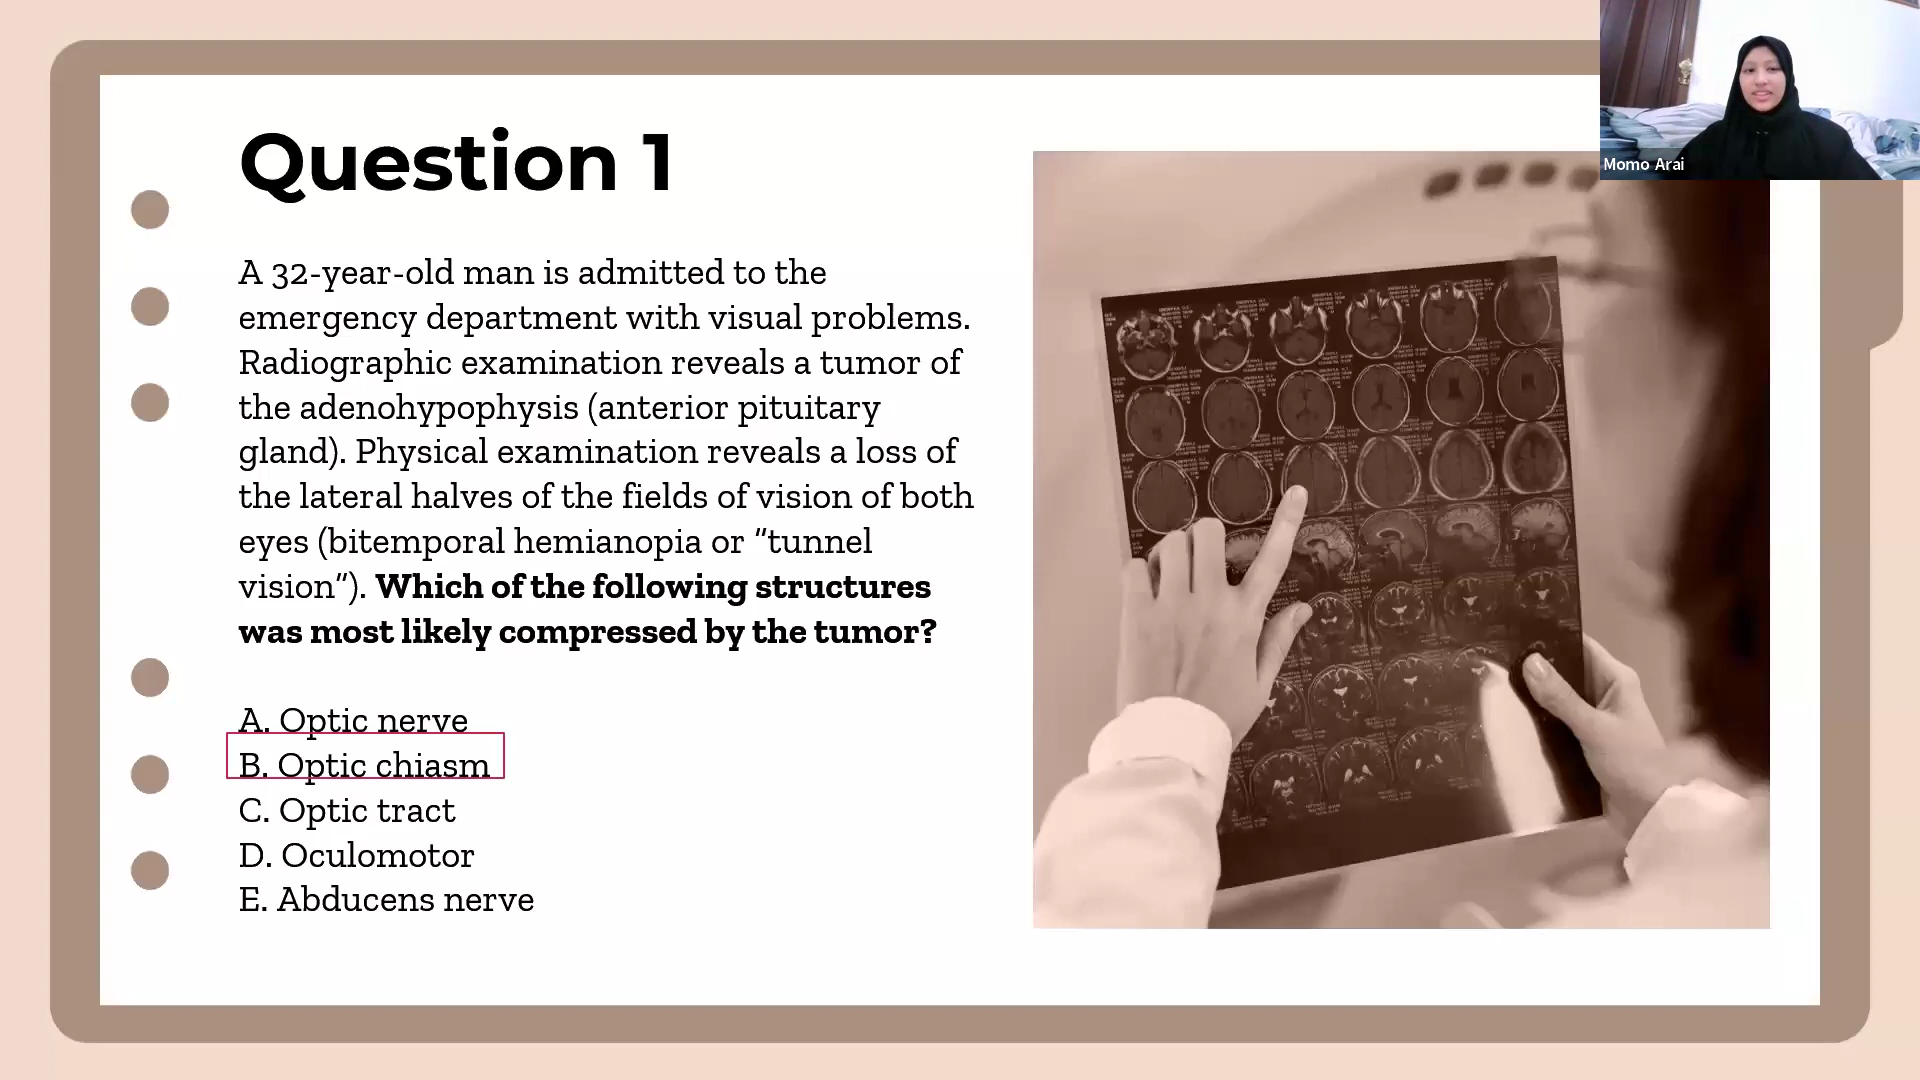 Question 1
A 32-year-old man is admitted to the
emergency department with visual problems.
Radiographic examination reveals a tumor of
the adenohypophysis (anterior pituitary
gland). Physical examination reveals a loss of
the lateral halves of the fields of vision of both
eyes (bitemporal hemianopia or “tunnel
vision”). Which of the following structures
was most likely compressed by the tumor?
A. Optic nerve
B. Optic chiasm
C. Optic tract
D. Oculomotor
E. Abducens nerve
Momo Arai